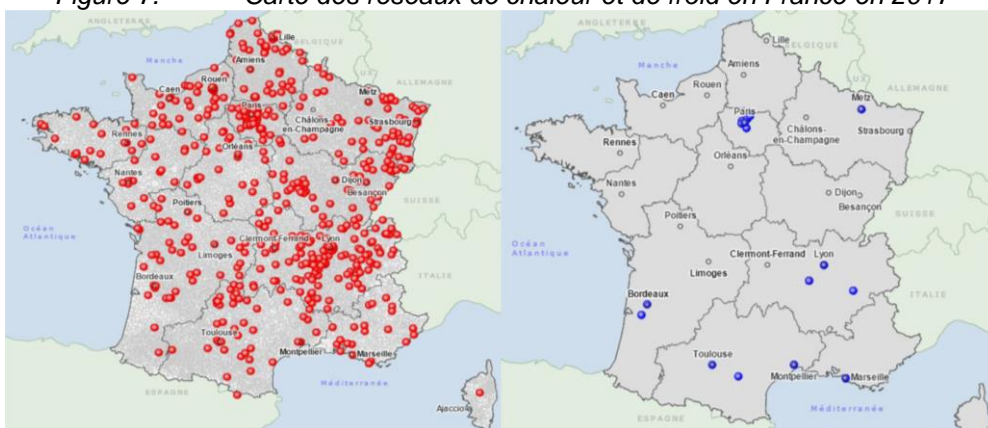 Carte des réseaux de chaleur et de froid en France en 2017
ANGLETERRE
Lille
BELGIQUE
Manche
Amiens
Rouen
Caen
Metz
ALLEMAGNE
Paris
Châlons-
en-Champagne
Strasbourg
Rennes
Orléans
Nantes
Dijon
Besançon
SUISSE
Poitiers
Océan
Atlantique
Clermont-Ferrand
Lyon
Limoges
ITALIE
Bordeaux
Toulouse
Montpellier
Marseille
ESPAGNE
Méditerranée
Ajaccio
ANGLETERRE
Lille
BELGIQUE
Manche
Amiens
UX
Rouen
Caen
Metz
ALLEMAGNE
Paris
Châlons-
en-Champagne
Strasbourg
Rennes
Orléans
Nantes
Dijon
Besançon
SUISSE
Poitiers
Océan
Atlantique
Clermont-Ferrand
Lyon
Limoges
ITALIE
Bordeaux
Toulouse
Montpellier
Marseille
ESPAGNE
Méditerranée